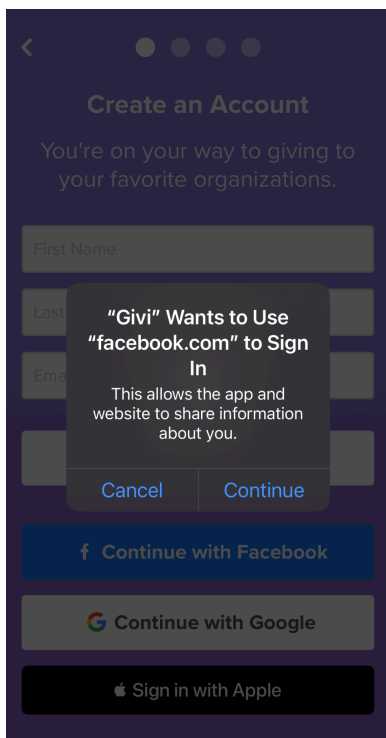 Create an Account
You're on your way to giving to
your favorite organizations.
First Name
Last
“Givi” Wants to Use
“facebook.com” to Sign
In
This allows the app and
website to share information
about you.
Cancel Continue
Continue with Facebook
Continue with Google
Sign in with Apple